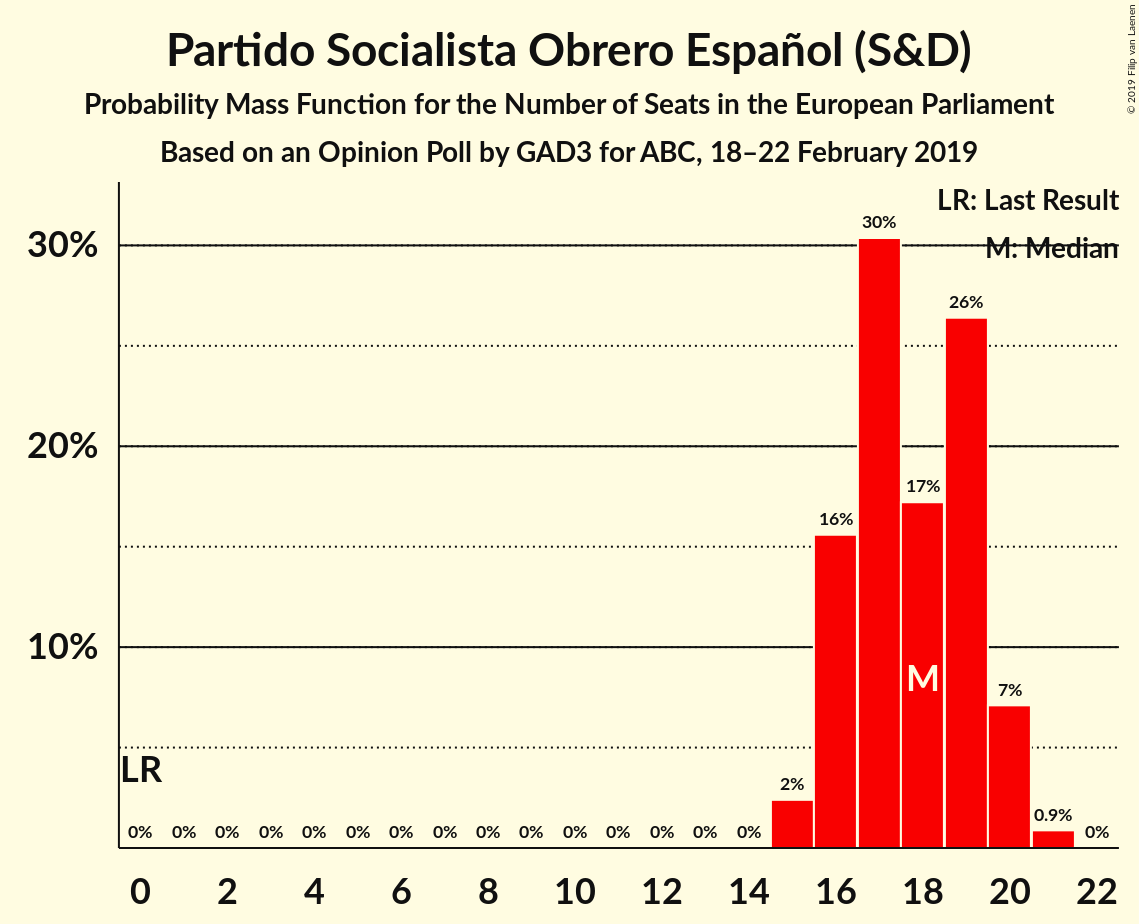 Partido Socialista Obrero Español (S&D)
Probability Mass Function for the Number of Seats in the European Parliament
Based on an Opinion Poll by GAD3 for ABC, 18–22 February 2019
© 2019 Filip van Laenen
LR: Last Result
M: Median
30%
20%
10%
30%
26%
17%
16%
M
7%
LR
2%
0.9%
0% 0% 0% 0% 0% 0% 0% 0% 0% 0% 0% 0% 0% 0% 0% 0%
0 2 4 6 8 10 12 14 16 18 20 22